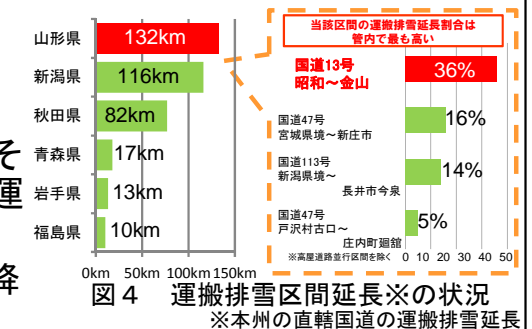 山形県 132km
新潟県 116km
秋田県 82km
青森県 17km
岩手県 13km
福島県 10km
0km 50km 100km 150km
当該区間の運搬排雪延長割合は
管内で最も高い
国道13号
昭和~金山
36%
国道47号
宮城県境~新庄市
16%
国道113号
新潟県境~
長井市今泉
14%
国道47号
戸沢村古口~
庄内町廻舘
5%
※高屋道路並行区間を除く
0 10 20 30 40 50
そ
運
降
図4 運搬排雪区間延長※の状況
※本州の直轄国道の運搬排雪延長